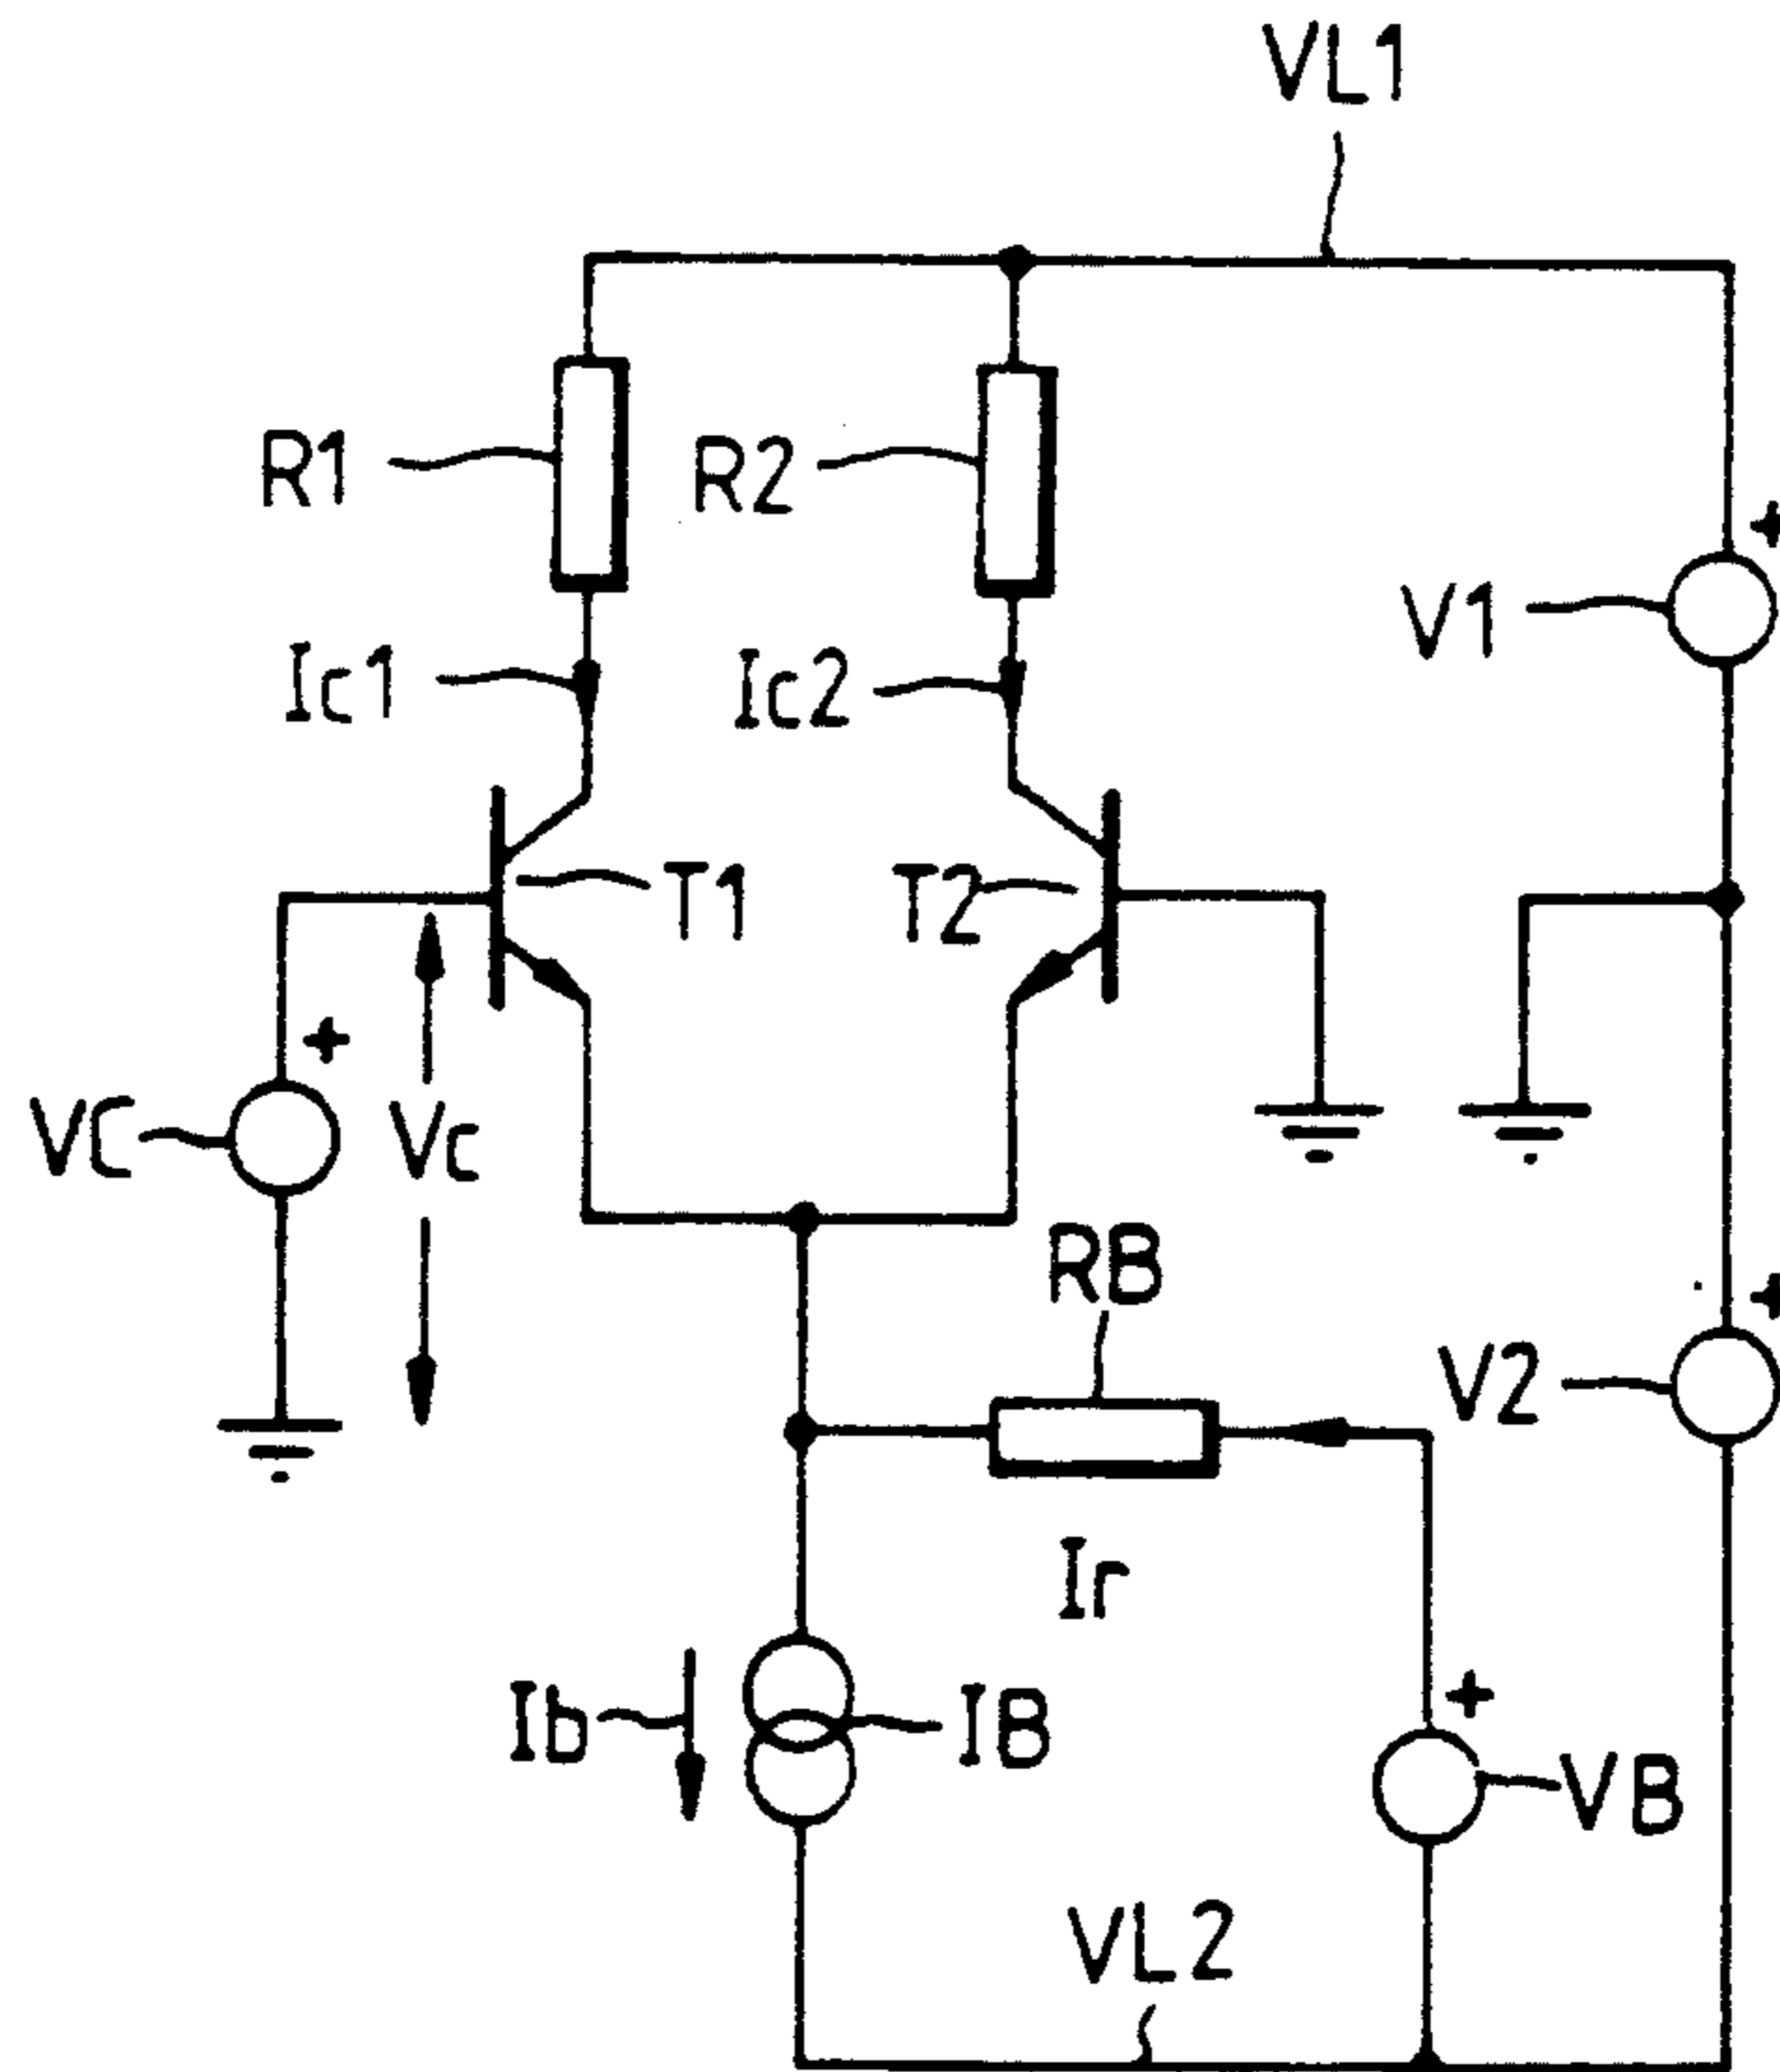 VL1
R1
R2
V1
Ic1
Ic2
T1
T2
+
+
VC
Vc
RB
+
V2
Ir
Ib
IB
+
VB
VL2